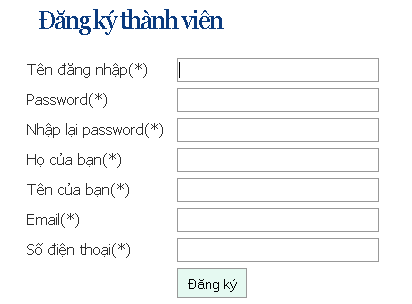 Đăng ký thành viên
Tên đăng nhập(*)
Password(*)
Nhập lại password(*)
Họ của bạn(*)
Tên của bạn(*)
Email(*)
Số điện thoại(*)
Đăng ký